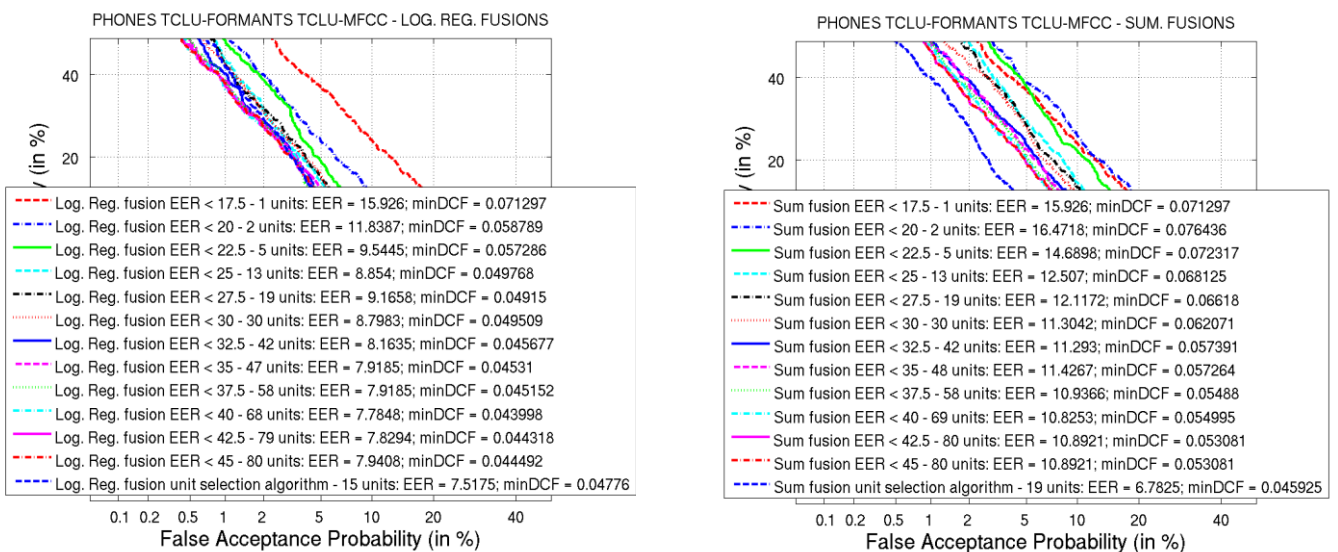 PHONES TCLU-FORMANTS TCLU-MFCC - LOG. REG. FUSIONS
40
20
Log. Reg. fusion EER < 17.5 - 1 units: EER = 15.926; minDCF = 0.071297
Log. Reg. fusion EER < 20 - 2 units: EER = 11.8387; minDCF = 0.058789
Log. Reg. fusion EER < 22.5 - 5 units: EER = 9.5445; minDCF = 0.057286
Log. Reg. fusion EER < 25 - 13 units: EER = 8.854; minDCF = 0.049768
Log. Reg. fusion EER < 27.5 - 19 units: EER = 9.1658; minDCF = 0.04915
Log. Reg. fusion EER < 30 - 30 units: EER = 8.7983; minDCF = 0.049509
Log. Reg. fusion EER < 32.5 - 42 units: EER = 8.1635; minDCF = 0.045677
Log. Reg. fusion EER < 35 - 47 units: EER = 7.9185; minDCF = 0.04531
Log. Reg. fusion EER < 37.5 - 58 units: EER = 7.9185; minDCF = 0.045152
Log. Reg. fusion EER < 40 - 68 units: EER = 7.7848; minDCF = 0.043998
Log. Reg. fusion EER < 42.5 - 79 units: EER = 7.8294; minDCF = 0.044318
Log. Reg. fusion EER < 45 - 80 units: EER = 7.9408; minDCF = 0.044492
Log. Reg. fusion unit selection algorithm - 15 units: EER = 7.5175; minDCF = 0.04776
0.1 0.2 0.5 1 2 5 10 20 40
False Acceptance Probability (in %)
y (in %)
PHONES TCLU-FORMANTS TCLU-MFCC - SUM. FUSIONS
40
20
Sum fusion EER < 17.5 - 1 units: EER = 15.926; minDCF = 0.071297
Sum fusion EER < 20 - 2 units: EER = 16.4718; minDCF = 0.076436
Sum fusion EER < 22.5 - 5 units: EER = 14.6898; minDCF = 0.072317
Sum fusion EER < 25 - 13 units: EER = 12.507; minDCF = 0.068125
Sum fusion EER < 27.5 - 19 units: EER = 12.1172; minDCF = 0.06618
Sum fusion EER < 30 - 30 units: EER = 11.3042; minDCF = 0.062071
Sum fusion EER < 32.5 - 42 units: EER = 11.293; minDCF = 0.057391
Sum fusion EER < 35 - 48 units: EER = 11.4267; minDCF = 0.057264
Sum fusion EER < 37.5 - 58 units: EER = 10.9366; minDCF = 0.05488
Sum fusion EER < 40 - 69 units: EER = 10.8253; minDCF = 0.054995
Sum fusion EER < 42.5 - 80 units: EER = 10.8921; minDCF = 0.053081
Sum fusion EER < 45 - 80 units: EER = 10.8921; minDCF = 0.053081
Sum fusion unit selection algorithm - 19 units: EER = 6.7825; minDCF = 0.045925
0.1 0.2 0.5 1 2 5 10 20 40
False Acceptance Probability (in %)
(in %)